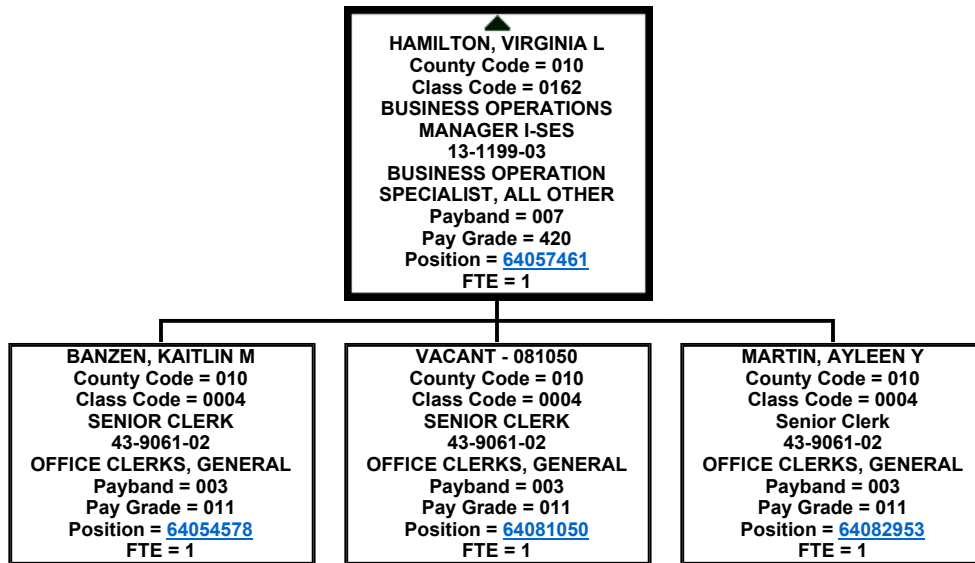 HAMILTON, VIRGINIA L
County Code = 010
Class Code = 0162
BUSINESS OPERATIONS
MANAGER I-SES
13-1199-03
BUSINESS OPERATION
SPECIALIST, ALL OTHER
Payband = 007
Pay Grade = 420
Position = 64057461
FTE = 1
BANZEN, KAITLIN M
County Code = 010
Class Code = 0004
SENIOR CLERK
43-9061-02
OFFICE CLERKS, GENERAL
Payband = 003
Pay Grade = 011
Position = 64054578
FTE = 1
VACANT - 081050
County Code = 010
Class Code = 0004
SENIOR CLERK
43-9061-02
OFFICE CLERKS, GENERAL
Payband = 003
Pay Grade = 011
Position = 64081050
FTE = 1
MARTIN, AYLEEN Y
County Code = 010
Class Code = 0004
Senior Clerk
43-9061-02
OFFICE CLERKS, GENERAL
Payband = 003
Pay Grade = 011
Position = 64082953
FTE = 1